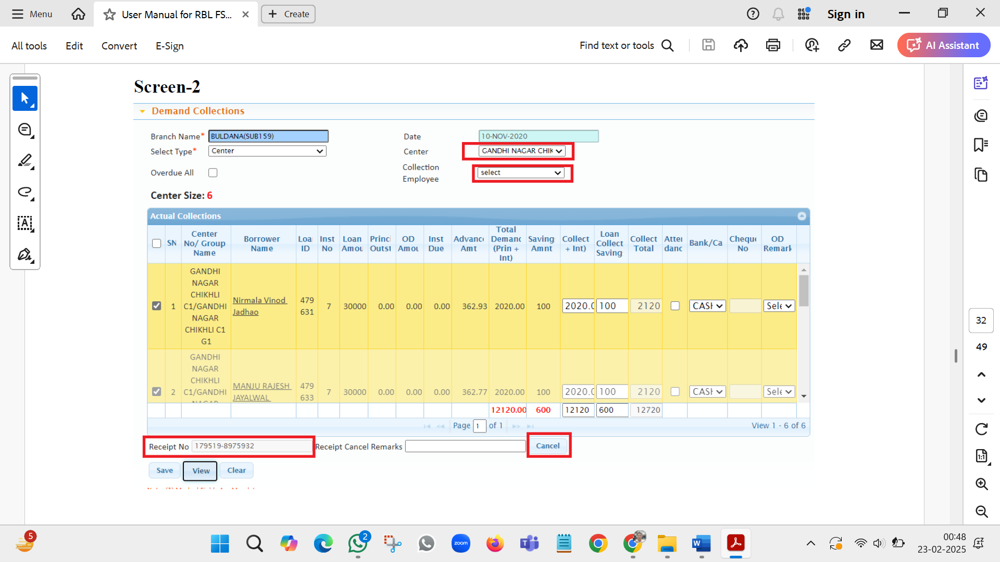 Menu
User Manual for RBL FS...
Create
Sign in
All tools
Edit
Convert
E-Sign
Find text or tools
AI Assistant
Screen-2
Demand Collections
Branch Name* BULDANA(SUB159) Date 10-NOV-2020
Select Type* Center Center GANDHI NAGAR CHIK
Overdue All Collection Employee select
Center Size: 6
Actual Collections
SN Center No/ Group Name Borrower Name Loa ID Inst No Loan Amou Princi Outst OD Amou Inst Due Advanc Amt Total Demanc (Prin + Int) Saving Amnt Collect + Int) Loan Collect Saving: Collect Total Atter danc Bank/Ca Chequ No OD Remark
1 GANDHI NAGAR CHIKHLI C1/GANDHI NAGAR CHIKHLI C1 G1 Nirmala Vinod Jadhao 479 631 7 30000 0.00 0.00 0.00 362.93 2020.00 100 2020.0 100 2120 CASH Sele
2 GANDHI NAGAR CHIKHLI C1/GANDHI MANJU RAJESH JAYALWAL 479 633 7 30000 0.00 0.00 0.00 362.77 2020.00 100 2020.0 100 2120 CASH Sele
12120.00 600 12120 600 12720
Page 1 of 1
View 1 - 6 of 6
Receipt No 179519-8975932 Receipt Cancel Remarks Cancel
Save View Clear
32
49
1:1
5
2
zoom
00:48
23-02-2025